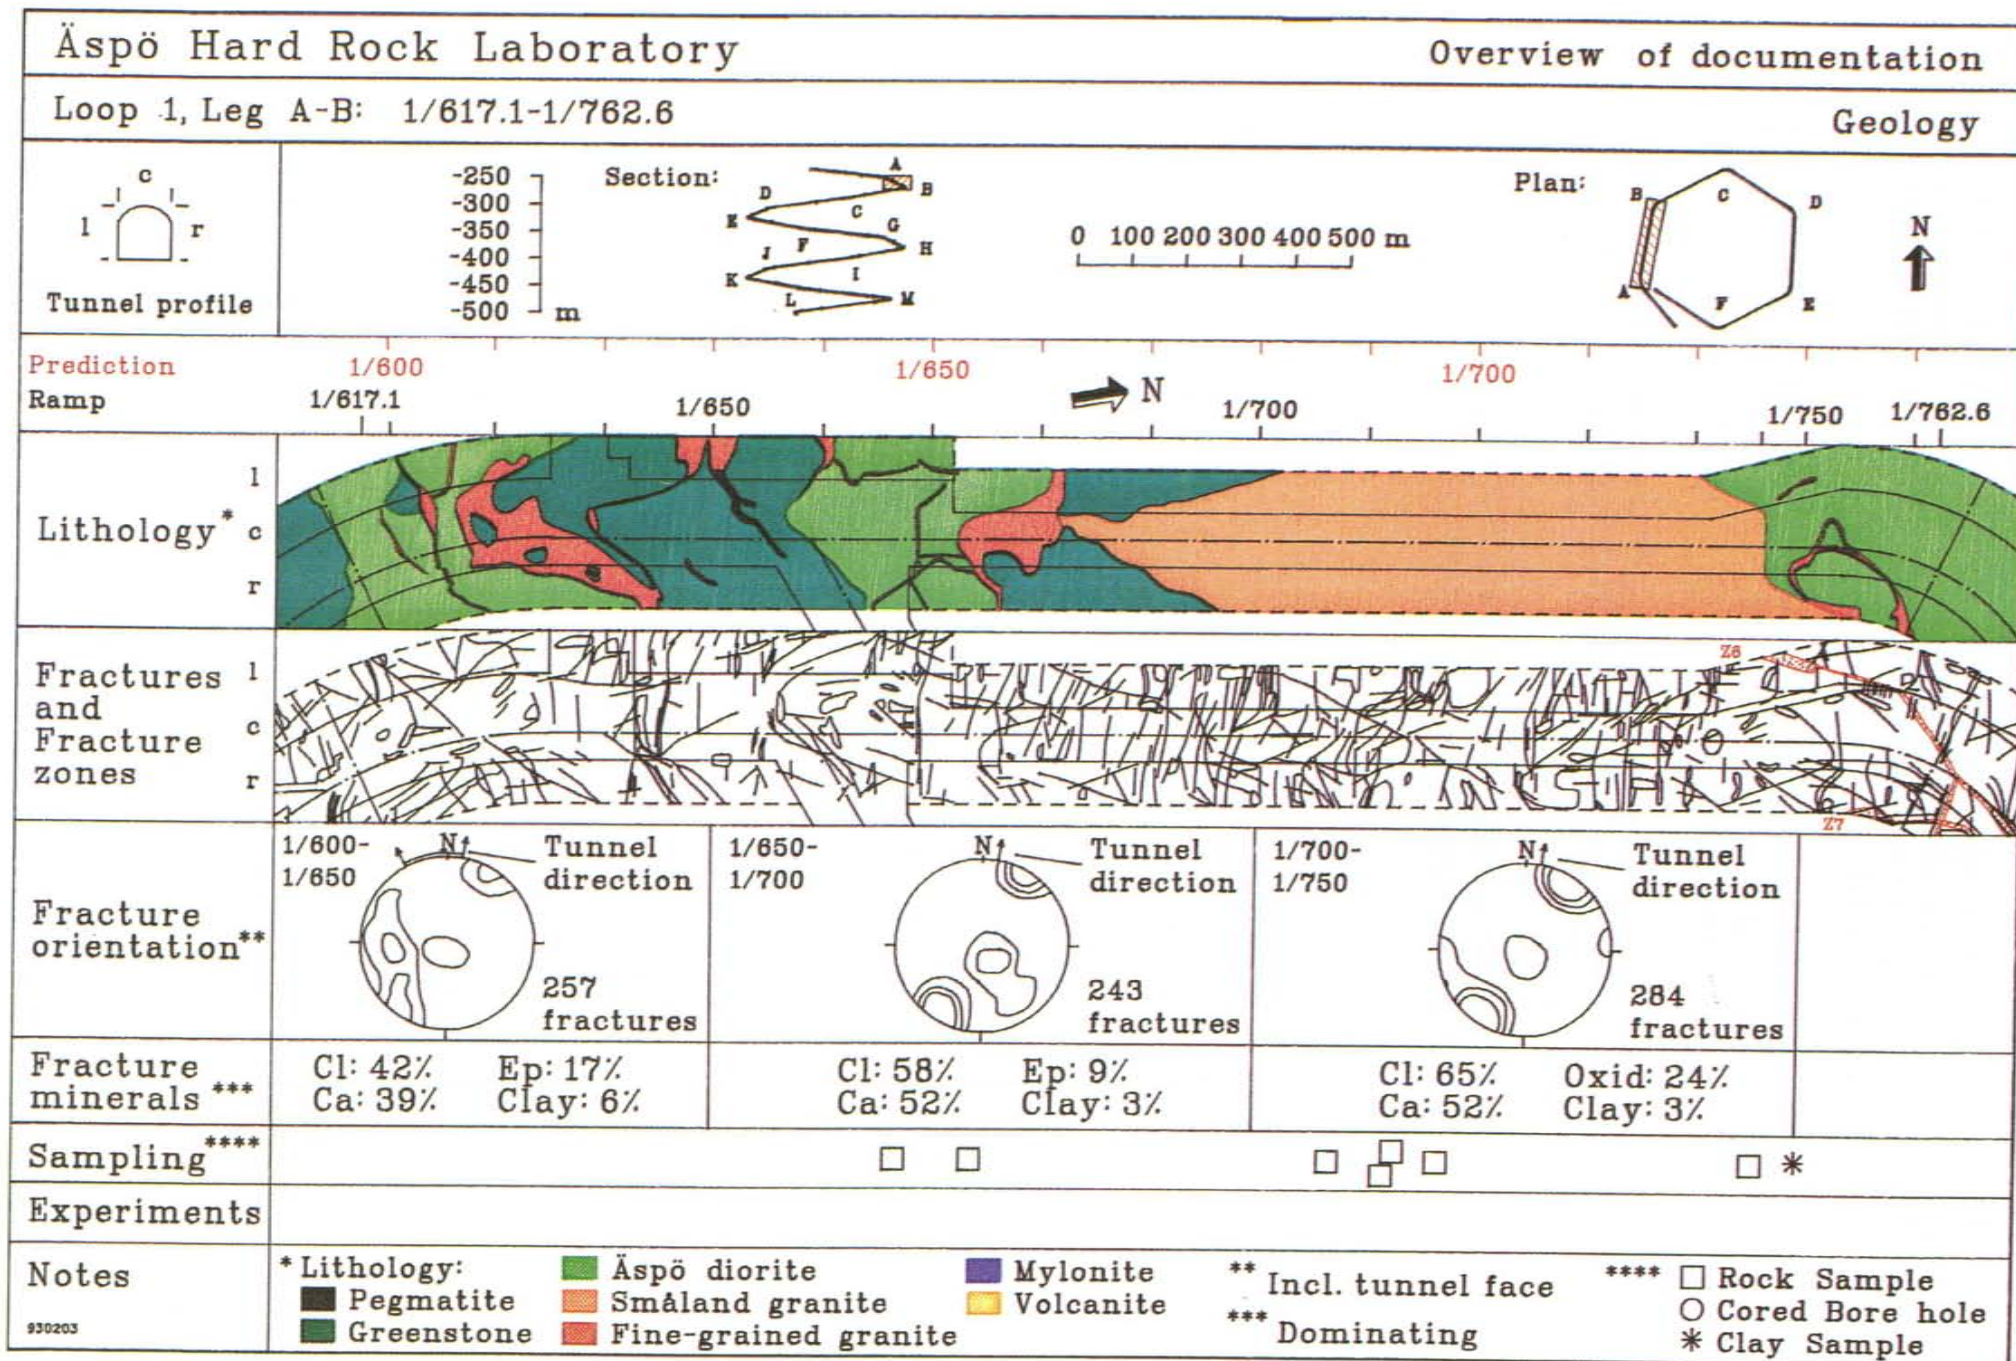 Äspö Hard Rock Laboratory
Overview of documentation
Loop 1, Leg A-B: 1/617.1-1/762.6
Geology
c
l r
Tunnel profile
-250
-300
-350
-400
-450
-500 m
Section:
A
B
D
C
E
G
F
H
J
I
K
L
M
0 100 200 300 400 500 m
Plan:
B
C
D
A
F
E
N
Prediction
1/600
1/650
1/700
Ramp
1/617.1
1/650
N
1/700
1/750
1/762.6
Lithology*
l
c
r
Fractures
and
Fracture
zones
l
c
r
Z6
Z7
Fracture
orientation**
1/600-
1/650
N
Tunnel
direction
257
fractures
1/650-
1/700
N
Tunnel
direction
243
fractures
1/700-
1/750
N
Tunnel
direction
284
fractures
Fracture
minerals ***
Cl: 42% Ep: 17%
Ca: 39% Clay: 6%
Cl: 58% Ep: 9%
Ca: 52% Clay: 3%
Cl: 65% Oxid: 24%
Ca: 52% Clay: 3%
Sampling****
Experiments
Notes
930203
* Lithology:
Pegmatite
Greenstone
Äspö diorite
Småland granite
Fine-grained granite
Mylonite
Volcanite
** Incl. tunnel face
*** Dominating
**** Rock Sample
Cored Bore hole
Clay Sample